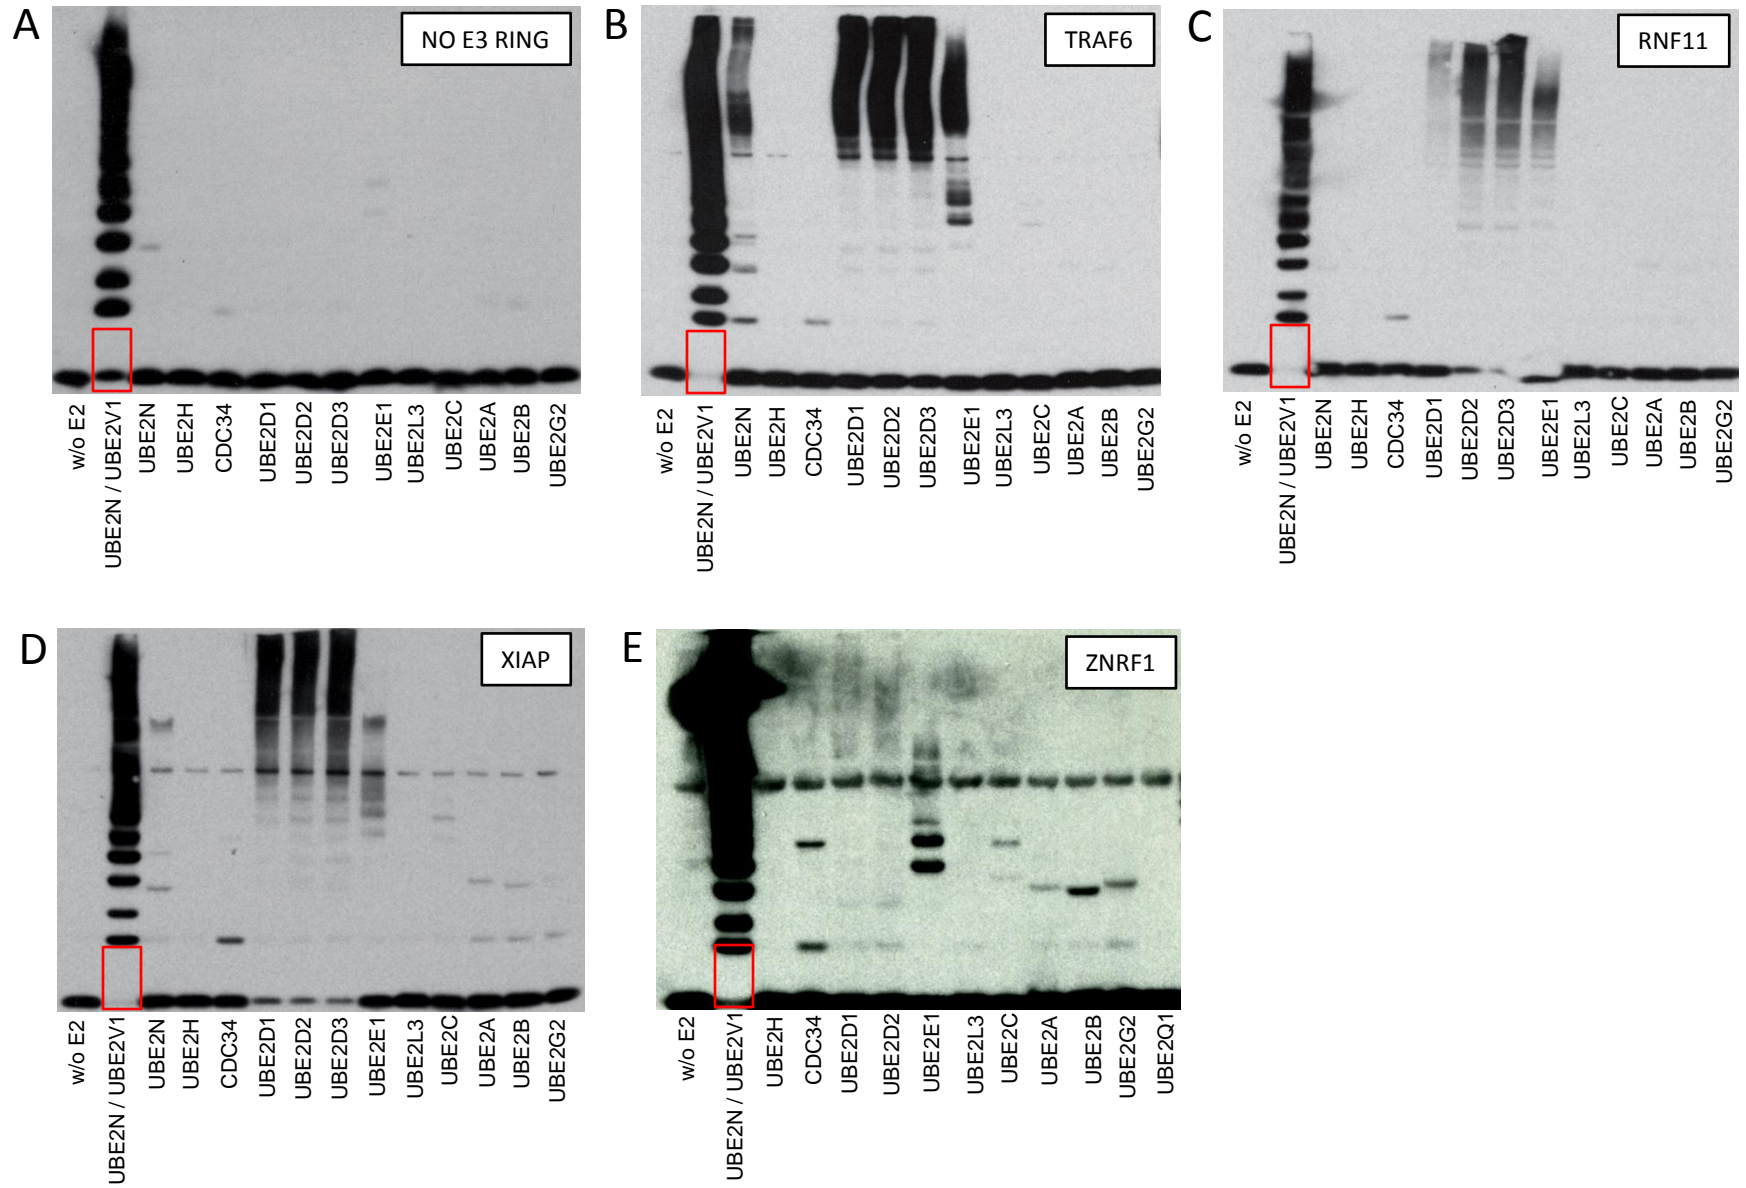 A
NO E3 RING
w/o E2
UBE2N / UBE2V1
UBE2N
UBE2H
CDC34
UBE2D1
UBE2D2
UBE2D3
UBE2E1
UBE2L3
UBE2C
UBE2A
UBE2B
UBE2G2
B
TRAF6
w/o E2
UBE2N / UBE2V1
UBE2N
UBE2H
CDC34
UBE2D1
UBE2D2
UBE2D3
UBE2E1
UBE2L3
UBE2C
UBE2A
UBE2B
UBE2G2
C
RNF11
w/o E2
UBE2N / UBE2V1
UBE2N
UBE2H
CDC34
UBE2D1
UBE2D2
UBE2D3
UBE2E1
UBE2L3
UBE2C
UBE2A
UBE2B
UBE2G2
D
XIAP
w/o E2
UBE2N / UBE2V1
UBE2N
UBE2H
CDC34
UBE2D1
UBE2D2
UBE2D3
UBE2E1
UBE2L3
UBE2C
UBE2A
UBE2B
UBE2G2
E
ZNRF1
w/o E2
UBE2N / UBE2V1
UBE2H
CDC34
UBE2D1
UBE2D2
UBE2E1
UBE2L3
UBE2C
UBE2A
UBE2B
UBE2G2
UBE2Q1